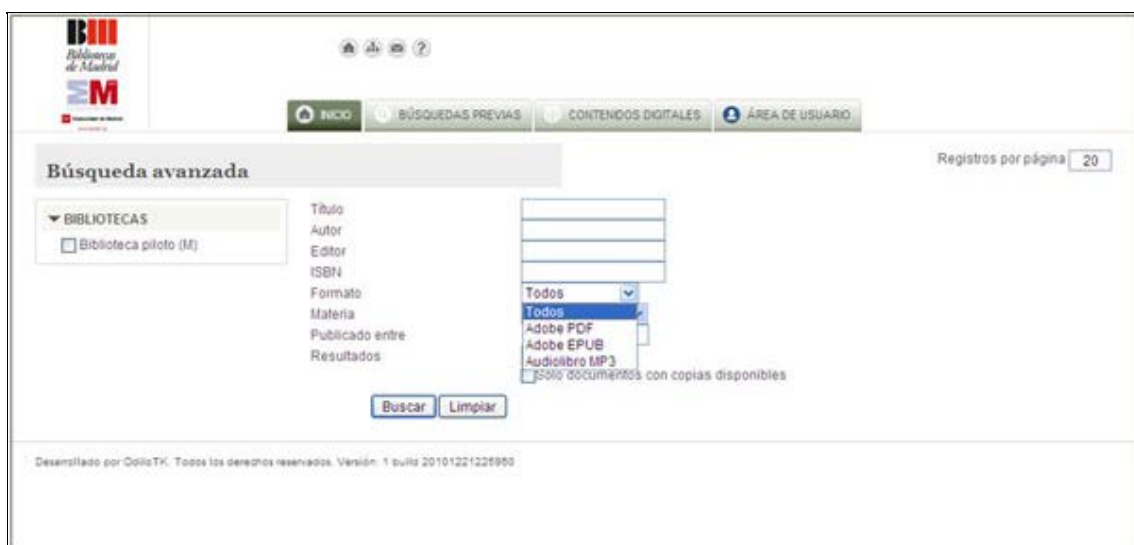 Bibliotecas
de Madrid
INICIO
BÚSQUEDAS PREVIAS
CONTENIDOS DIGITALES
ÁREA DE USUARIO
Búsqueda avanzada
Registros por página 20
BIBLIOTECAS
Biblioteca piloto (M)
Título
Autor
Editor
ISBN
Formato Todos
Todos
Adobe PDF
Adobe EPUB
Audiolibro MP3
Materia
Publicado entre
Resultados
Sólo documentos con copias disponibles
Buscar Limpiar
Desarrollado por OdiloTK. Todos los derechos reservados. Versión: 1 build